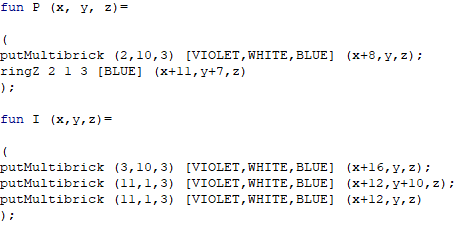 fun P (x, y, z)=
(
putMultibrick (2,10,3) [VIOLET,WHITE,BLUE] (x+8,y,z);
ringZ 2 1 3 [BLUE] (x+11,y+7,z)
);
fun I (x,y,z)=
(
putMultibrick (3,10,3) [VIOLET,WHITE,BLUE] (x+16,y,z);
putMultibrick (11,1,3) [VIOLET,WHITE,BLUE] (x+12,y+10,z);
putMultibrick (11,1,3) [VIOLET,WHITE,BLUE] (x+12,y,z)
);